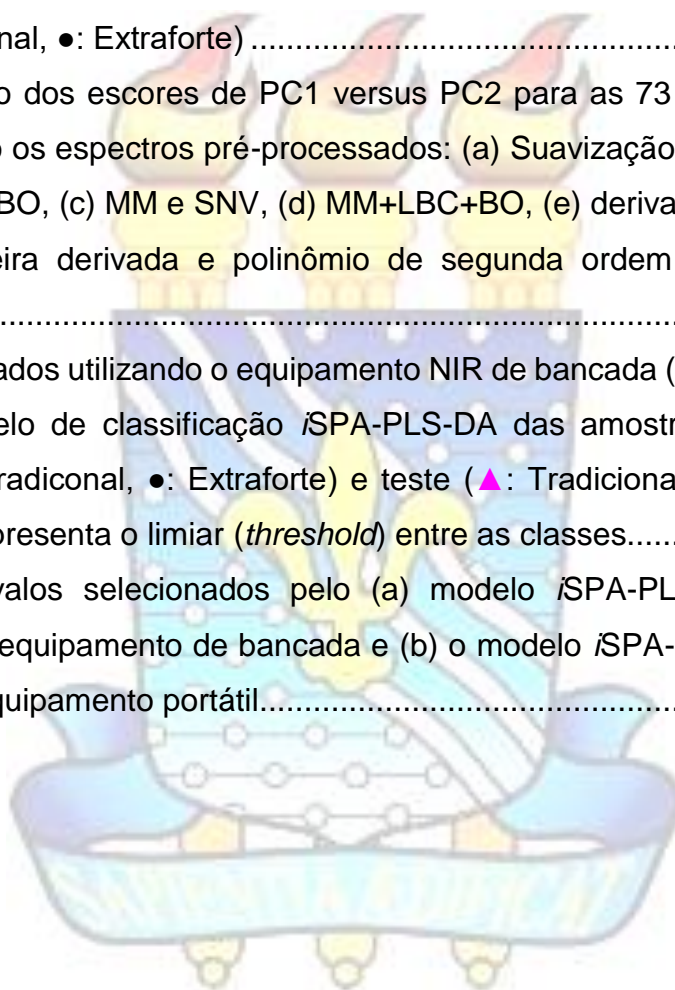 nal, ●: Extraforte)..................................................
o dos escores de PC1 versus PC2 para as 73
o os espectros pré-processados: (a) Suavização
BO, (c) MM e SNV, (d) MM+LBC+BO, (e) deriva
eira derivada e polinômio de segunda ordem
................................................................................
ados utilizando o equipamento NIR de bancada (
elo de classificação iSPA-PLS-DA das amostr
radiconal, ●: Extraforte) e teste (▲: Tradiciona
presenta o limiar (threshold) entre as classes......
valos selecionados pelo (a) modelo iSPA-PL
equipamento de bancada e (b) o modelo iSPA-
quipamento portátil..................................................